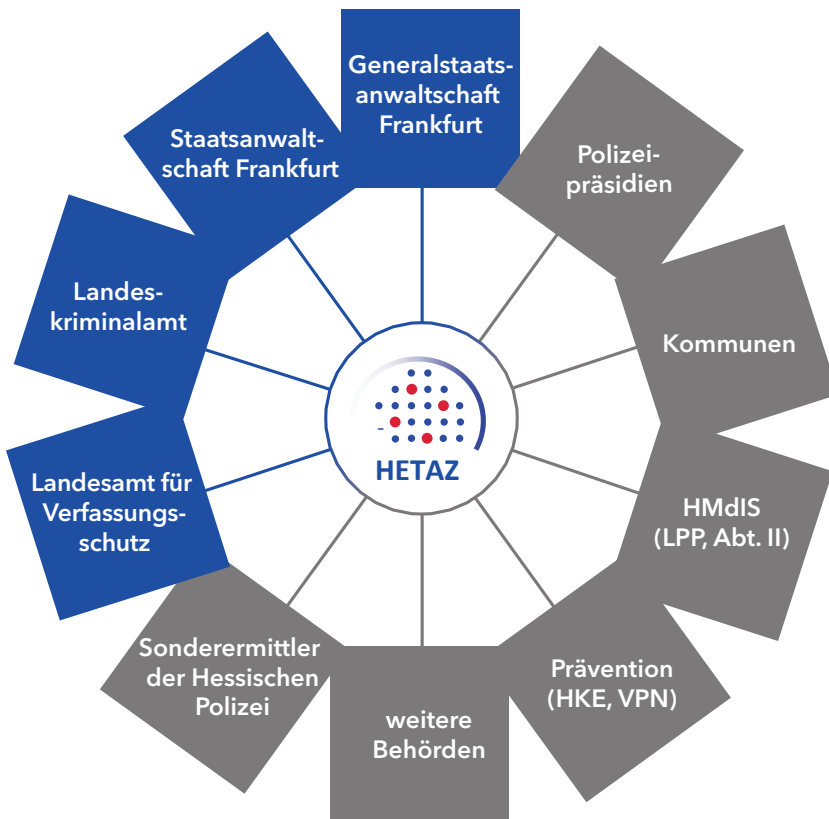 Generalstaats-
anwaltschaft
Frankfurt
Staatsanwalt-
schaft Frankfurt
Polizei-
präsidien
Landes-
kriminalamt
Kommunen
HETAZ
Landesamt für
Verfassungs-
schutz
HMdIS
(LPP, Abt. II)
Sonderermittler
der Hessischen
Polizei
Prävention
(HKE, VPN)
weitere
Behörden